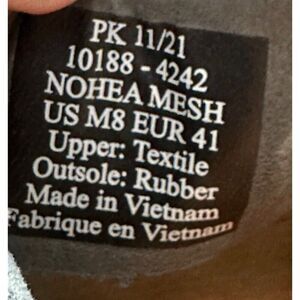 PK 11/21
10188 - 4242
NOHEA MESH
US M8 EUR 41
Upper: Textile
Outsole: Rubber
Made in Vietnam
Fabrique en Vietnam